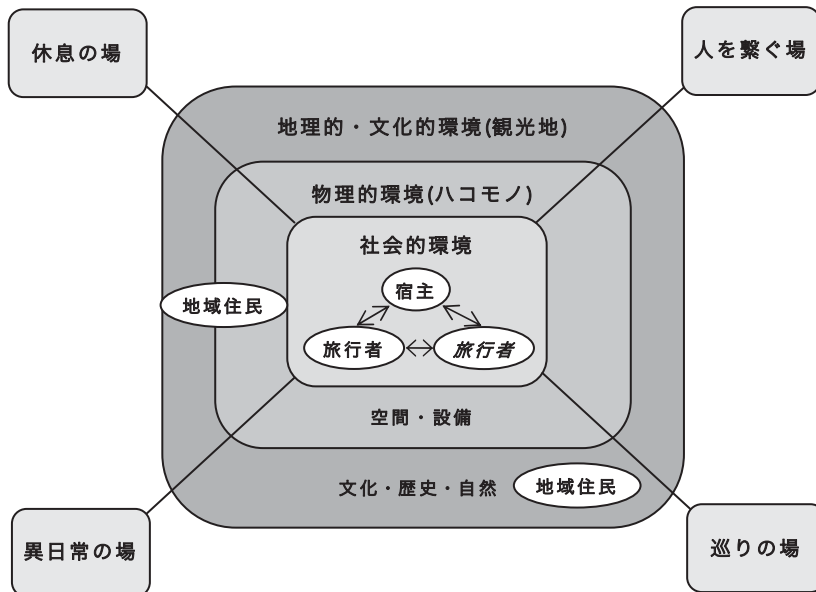 休息の場
人を繋ぐ場
地理的・文化的環境(観光地)
物理的環境(ハコモノ)
社会的環境
宿主
地域住民
旅行者
旅行者
空間・設備
文化・歴史・自然
地域住民
異日常の場
巡りの場